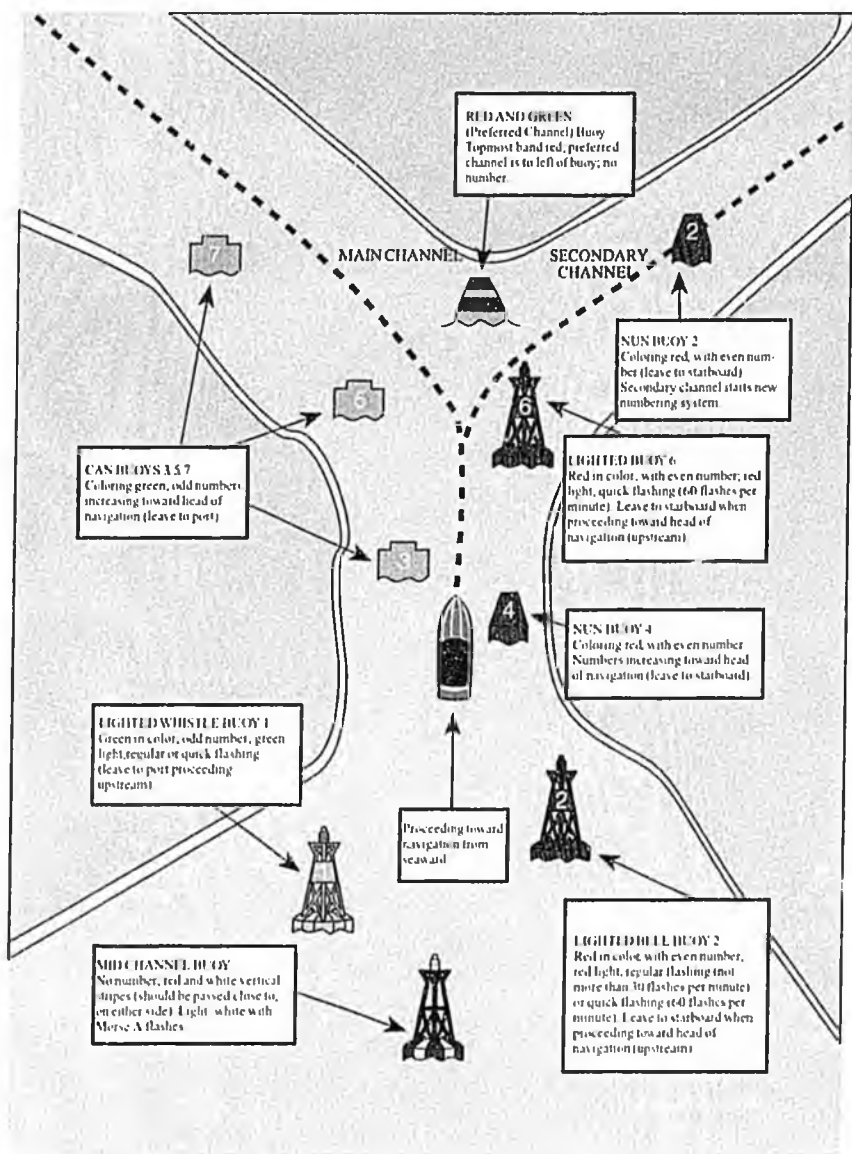 RED AND GREEN
(Preferred Channel) Buoy
Topmost band red, preferred
channel is to left of buoy; no
number.
2
7
MAIN CHANNEL
SECONDARY
CHANNEL
NUN BUOY 2
Coloring red, with even num-
ber (leave to starboard)
Secondary channel starts new
numbering system.
6
CAN BUOYS 3,5,7
Coloring green, odd numbers
increasing toward head of
navigation (leave to port)
LIGHTED BUOY 6
Red in color, with even number; red
light, quick flashing (60 flashes per
minute). Leave to starboard when
proceeding toward head of
navigation (upstream)
3
4
NUN BUOY 4
Coloring red, with even number
Numbers increasing toward head
of navigation (leave to starboard)
LIGHTED WHISTLE BUOY 1
Green in color, odd number, green
light, regular or quick flashing
(leave to port proceeding
upstream)
2
Proceeding toward
navigation from
seaward
MID CHANNEL BUOY
No number, red and white vertical
stripes (should be passed close to,
on either side) Light white with
Morse A flashes
LIGHTED BELL BUOY 2
Red in color, with even number,
red light, regular flashing (not
more than 30 flashes per minute)
or quick flashing (60 flashes per
minute). Leave to starboard when
proceeding toward head of
navigation (upstream)